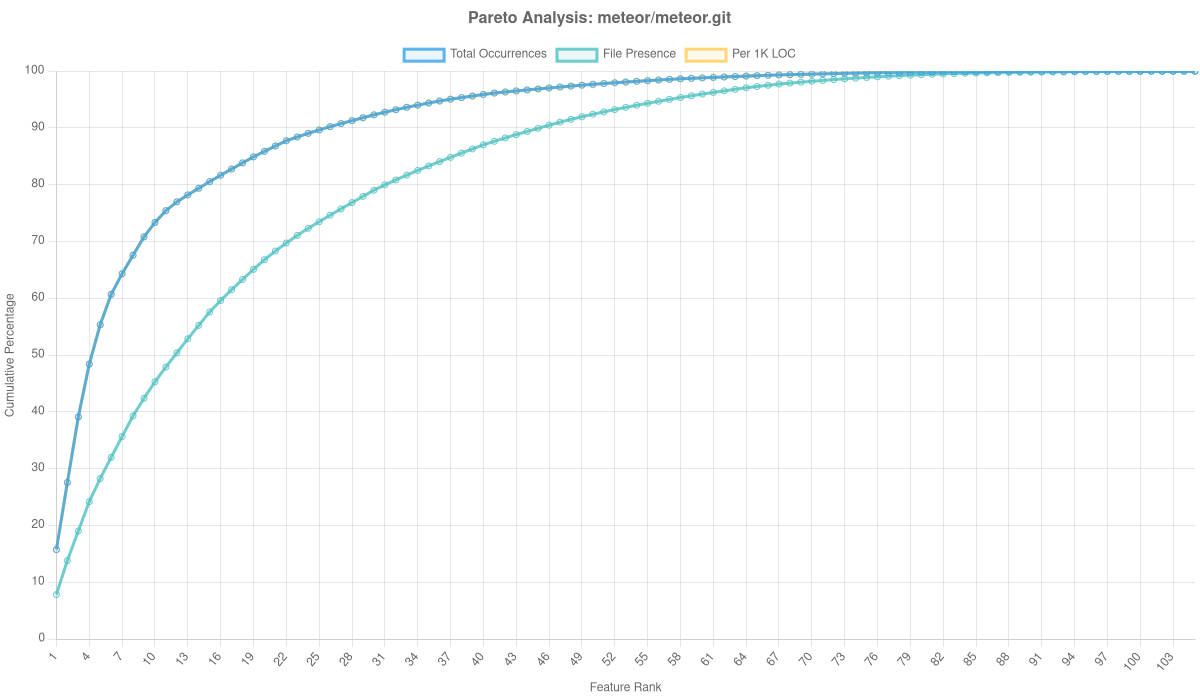 Pareto Analysis: meteor/meteor.git
Total Occurrences File Presence Per 1K LOC
100
90
80
70
60
50
40
30
20
10
0
Cumulative Percentage
1 4 7 10 13 16 19 22 25 28 31 34 37 40 43 46 49 52 55 58 61 64 67 70 73 76 79 82 85 88 91 94 97 100 103
Feature Rank